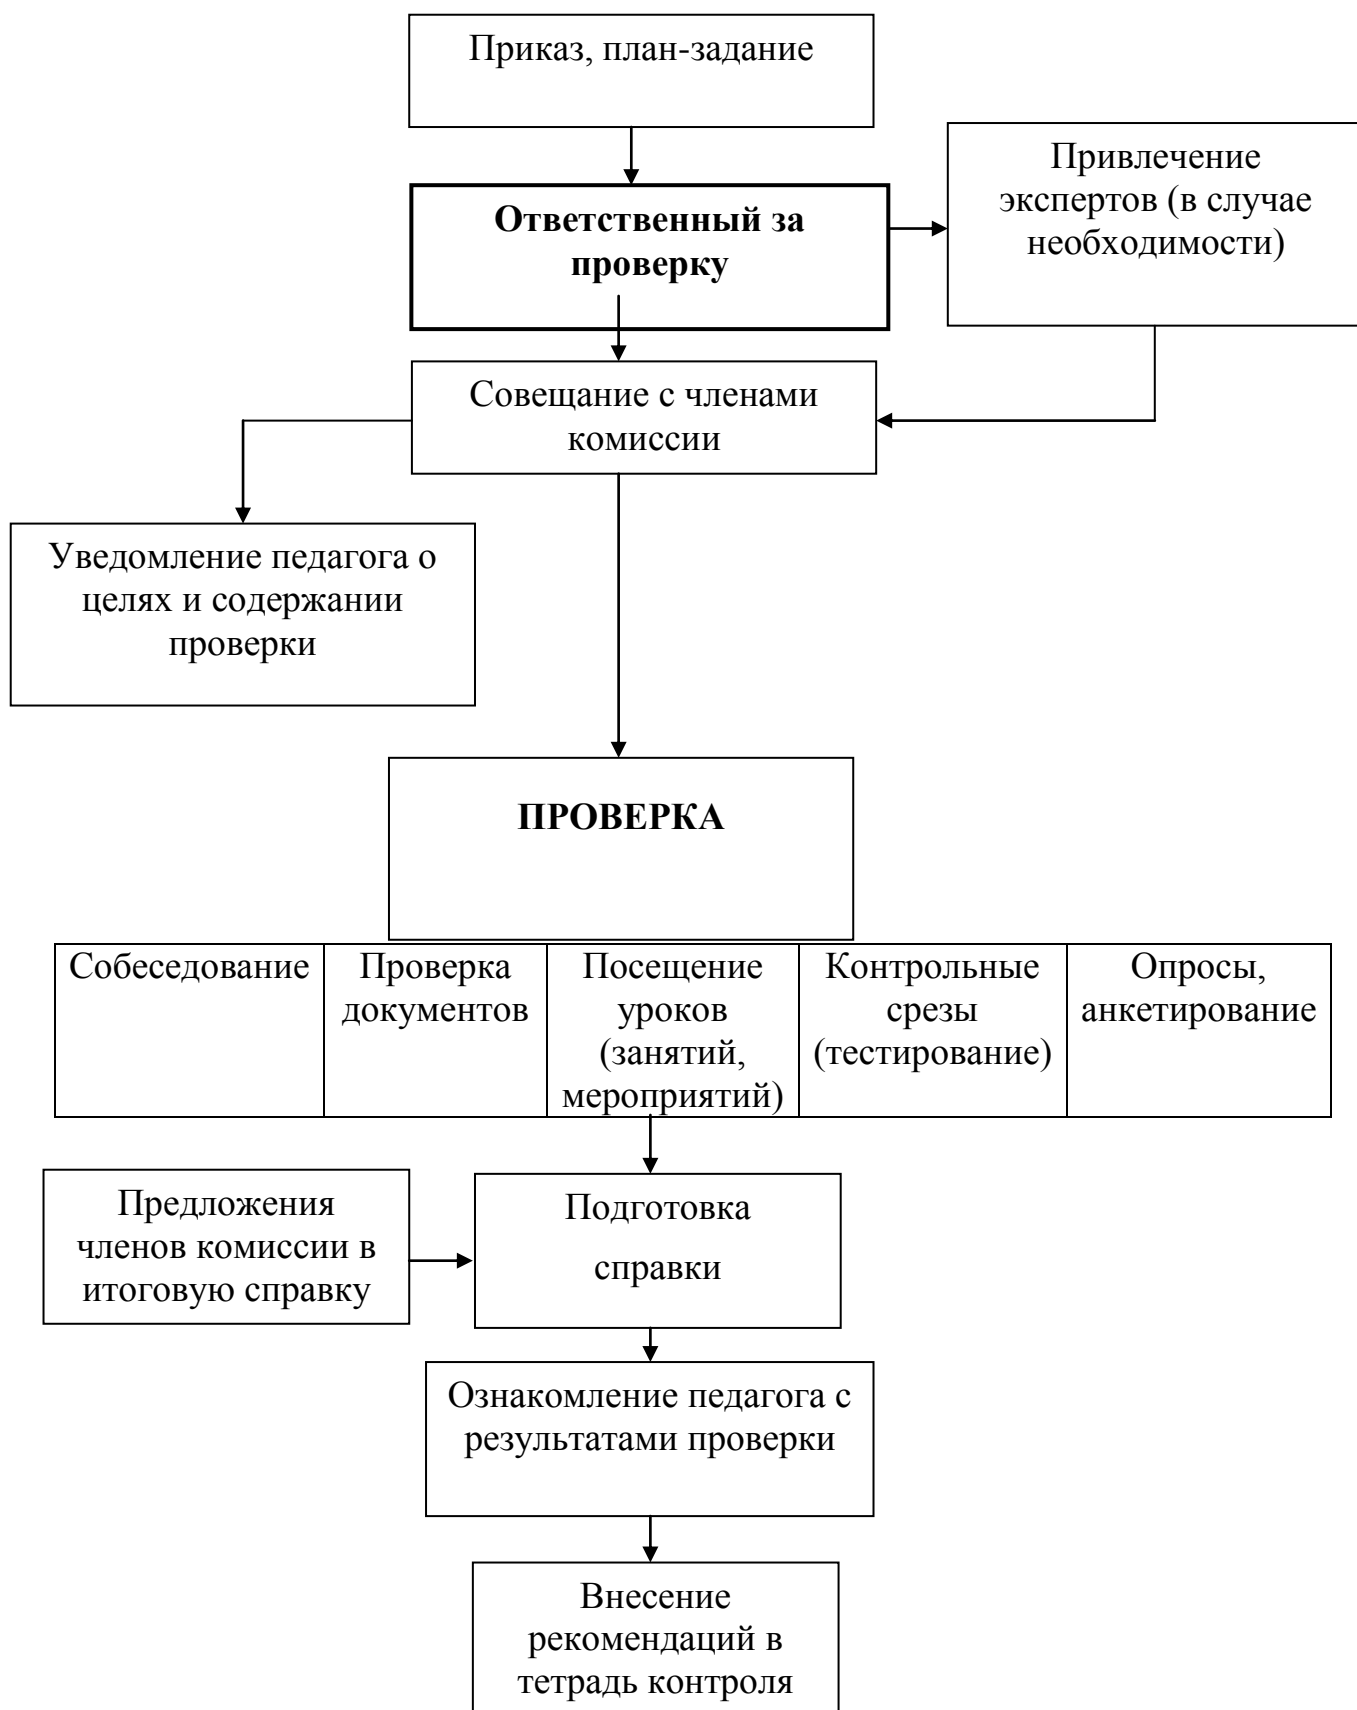 Приказ, план-задание
Привлечение
экспертов (в случае
необходимости)
Ответственный за
проверку
Совещание с членами
комиссии
Уведомление педагога о
целях и содержании
проверки
ПРОВЕРКА
Собеседование
Проверка
документов
Посещение
уроков
(занятий,
мероприятий)
Контрольные
срезы
(тестирование)
Опросы,
анкетирование
Предложения
членов комиссии в
итоговую справку
Подготовка
справки
Ознакомление педагога с
результатами проверки
Внесение
рекомендаций в
тетрадь контроля